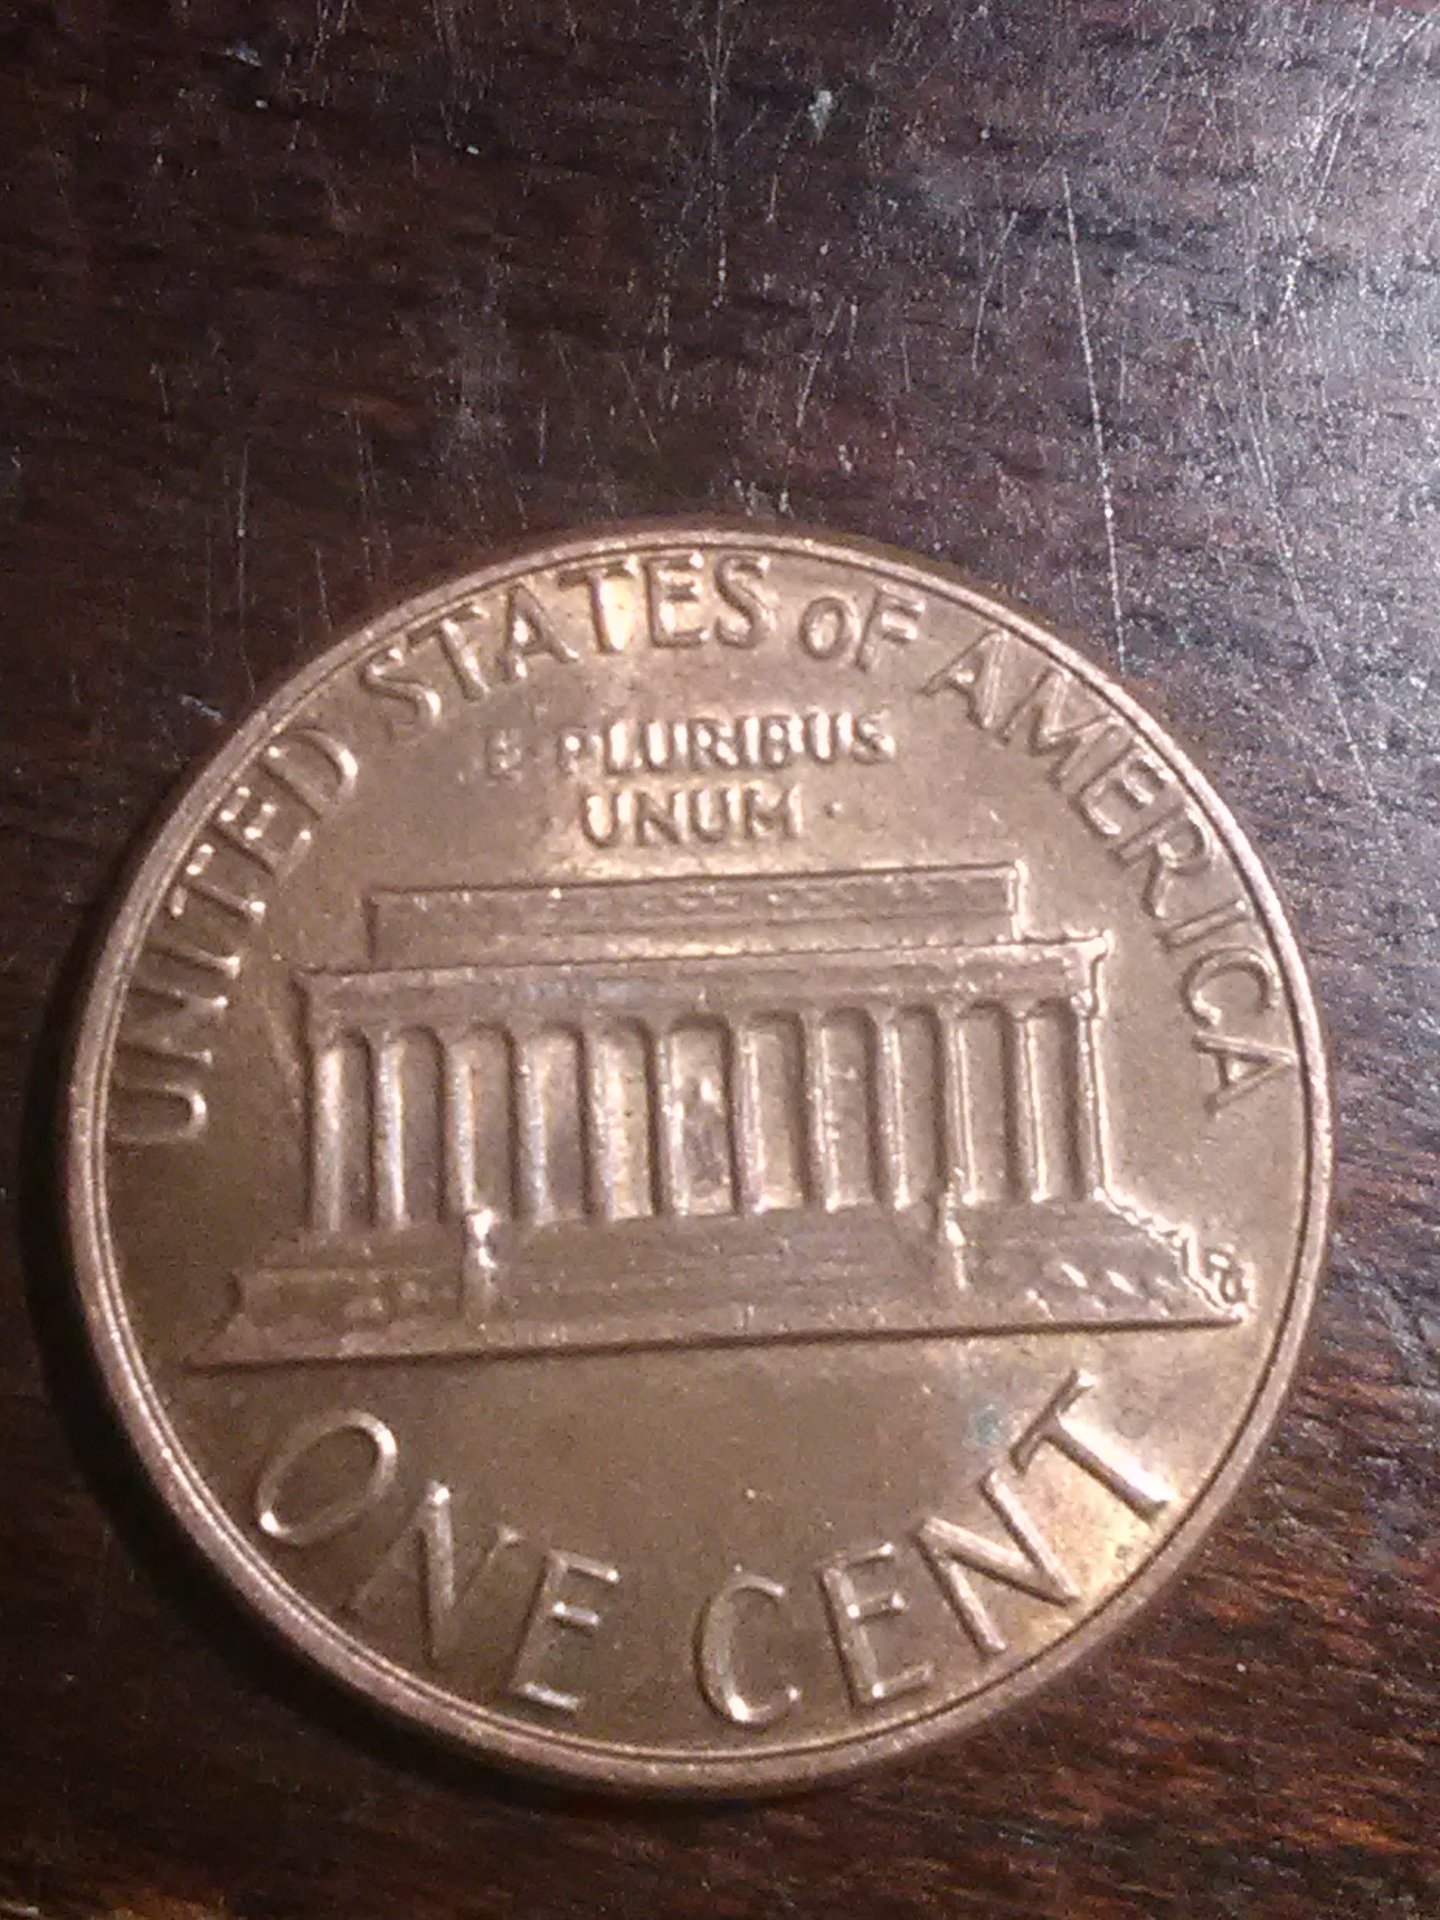 UNITED STATES OF AMERICA
E PLURIBUS
UNUM
ONE CENT